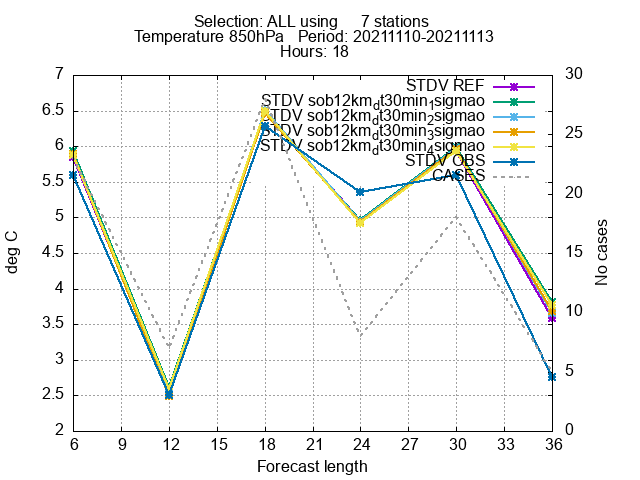 Selection: ALL using 7 stations
Temperature 850hPa Period: 20211110-20211113
Hours: 18
STDV REF
STDV sob12km_dt30min_1sigmao
STDV sob12km_dt30min_2sigmao
STDV sob12km_dt30min_3sigmao
STDV sob12km_dt30min_4sigmao
STDV OBS
CASES
7
6.5
6
5.5
5
4.5
4
3.5
3
2.5
2
deg C
30
25
20
15
10
5
0
No cases
6 9 12 15 18 21 24 27 30 33 36
Forecast length